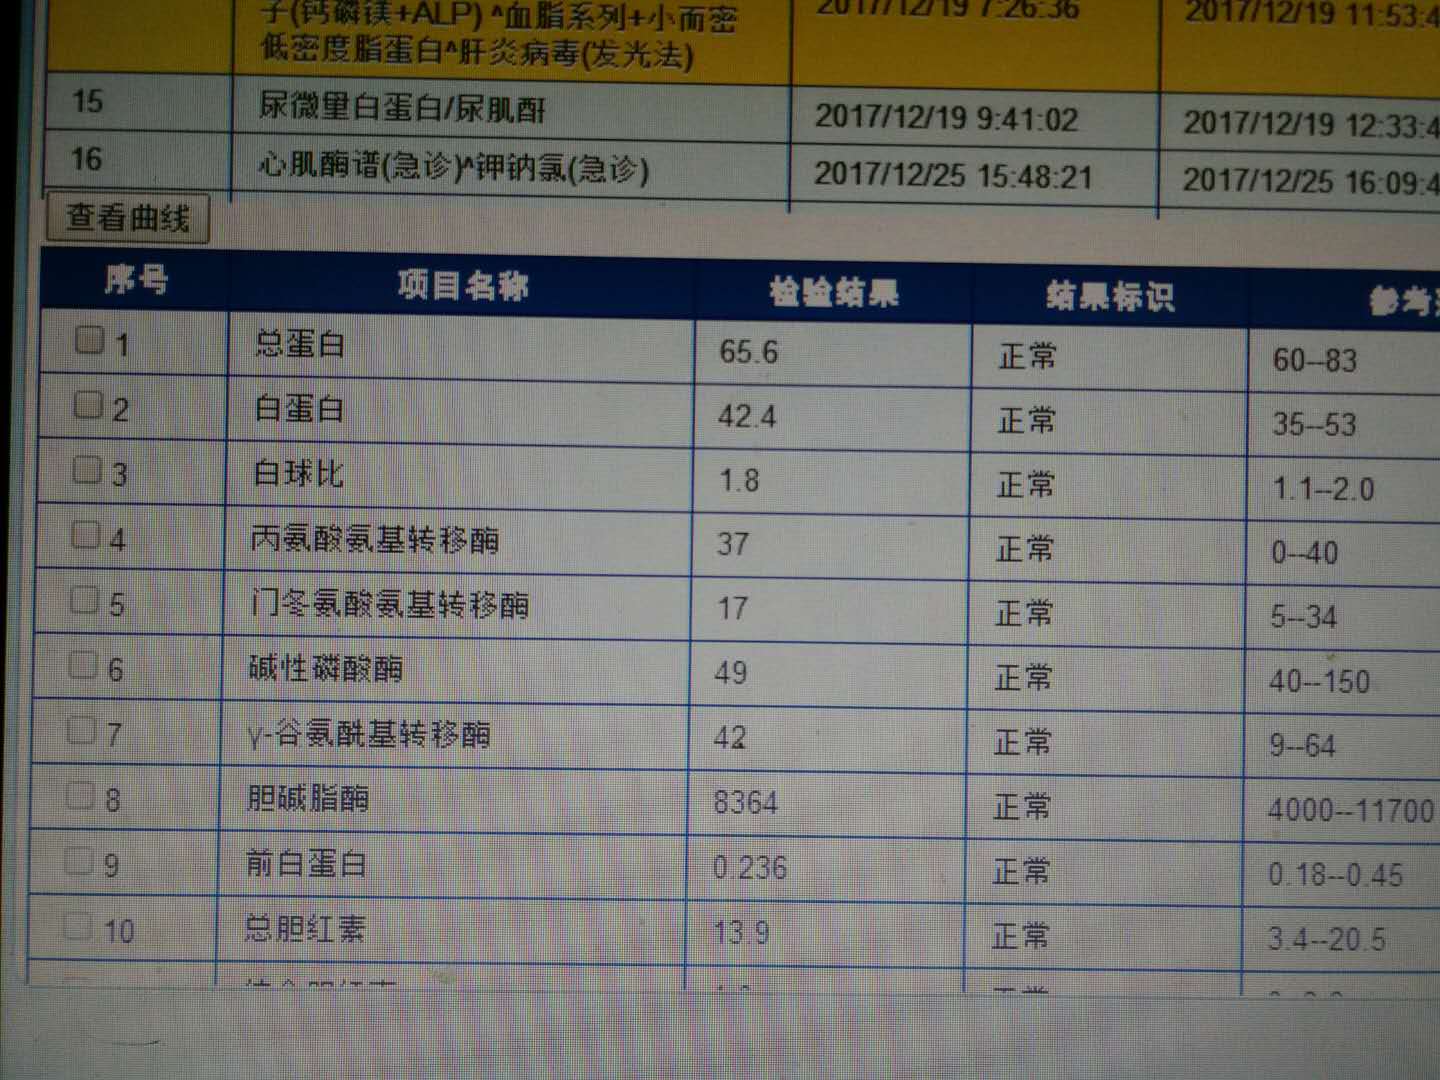 子(钙磷镁+ALP) ^血脂系列+小而密 2017/12/19 7:26:36 2017/12/19 11:53:4
低密度脂蛋白^肝炎病毒(发光法)
15 尿微量白蛋白/尿肌酐 2017/12/19 9:41:02 2017/12/19 12:33:4
16 心肌酶谱(急诊)^钾钠氯(急诊) 2017/12/25 15:48:21 2017/12/25 16:09:4
查看曲线
序号 项目名称 检验结果 结果标识 参考
1 总蛋白 65.6 正常 60--83
2 白蛋白 42.4 正常 35--53
3 白球比 1.8 正常 1.1--2.0
4 丙氨酸氨基转移酶 37 正常 0--40
5 门冬氨酸氨基转移酶 17 正常 5--34
6 碱性磷酸酶 49 正常 40--150
7 γ-谷氨酰基转移酶 42 正常 9--64
8 胆碱脂酶 8364 正常 4000--11700
9 前白蛋白 0.236 正常 0.18--0.45
10 总胆红素 13.9 正常 3.4--20.5